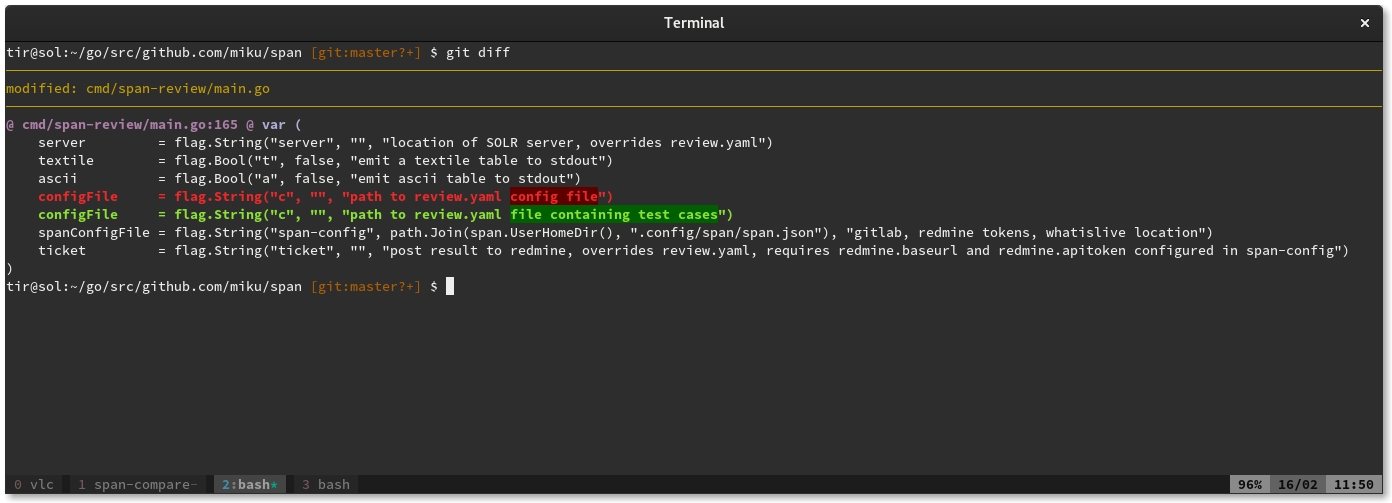 Terminal ×
tir@sol:~/go/src/github.com/miku/span [git:master?+] $ git diff
modified: cmd/span-review/main.go
@ cmd/span-review/main.go:165 @ var (
    server         = flag.String("server", "", "location of SOLR server, overrides review.yaml")
    textile        = flag.Bool("t", false, "emit a textile table to stdout")
    ascii          = flag.Bool("a", false, "emit ascii table to stdout")
    configFile     = flag.String("c", "", "path to review.yaml config file")
    configFile     = flag.String("c", "", "path to review.yaml file containing test cases")
    spanConfigFile = flag.String("span-config", path.Join(span.UserHomeDir(), ".config/span/span.json"), "gitlab, redmine tokens, whatislive location")
    ticket         = flag.String("ticket", "", "post result to redmine, overrides review.yaml, requires redmine.baseurl and redmine.apitoken configured in span-config")
)
tir@sol:~/go/src/github.com/miku/span [git:master?+] $
0 vlc 1 span-compare- 2:bash* 3 bash 96% 16/02 11:50